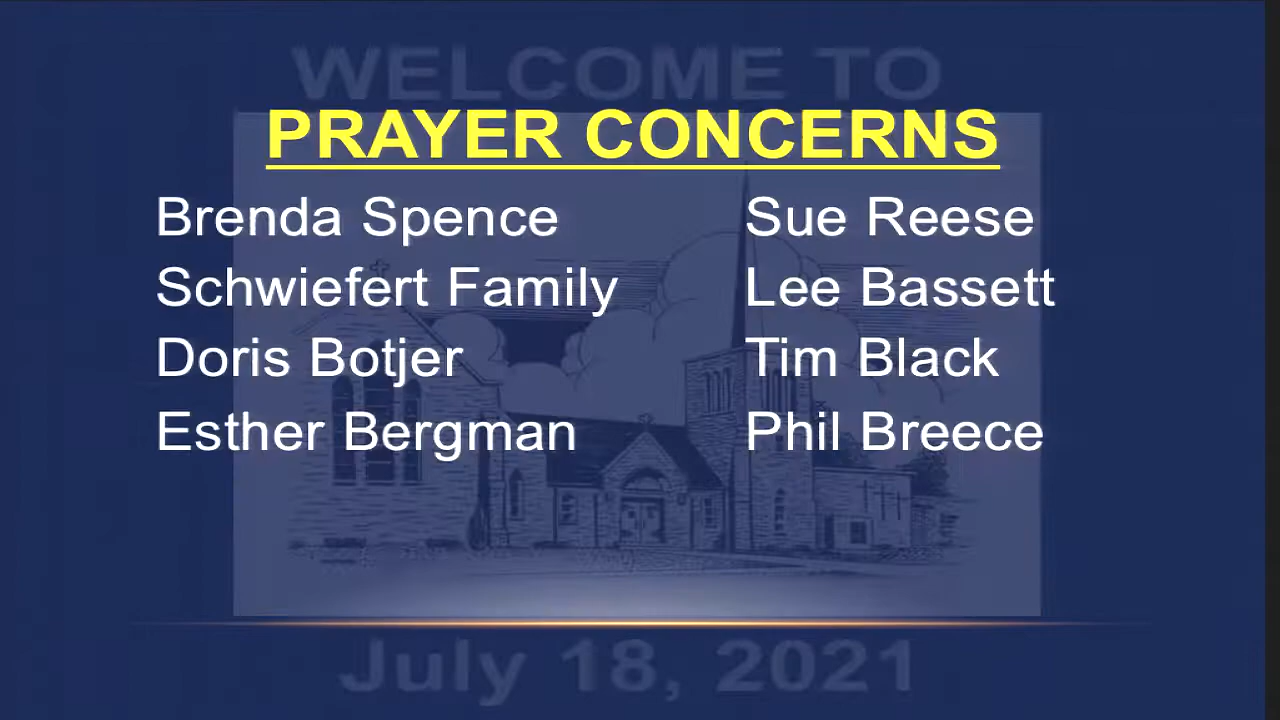 WELCOME TO
PRAYER CONCERNS
Brenda Spence
Schwiefert Family
Doris Botjer
Esther Bergman
Sue Reese
Lee Bassett
Tim Black
Phil Breece
July 18, 2021